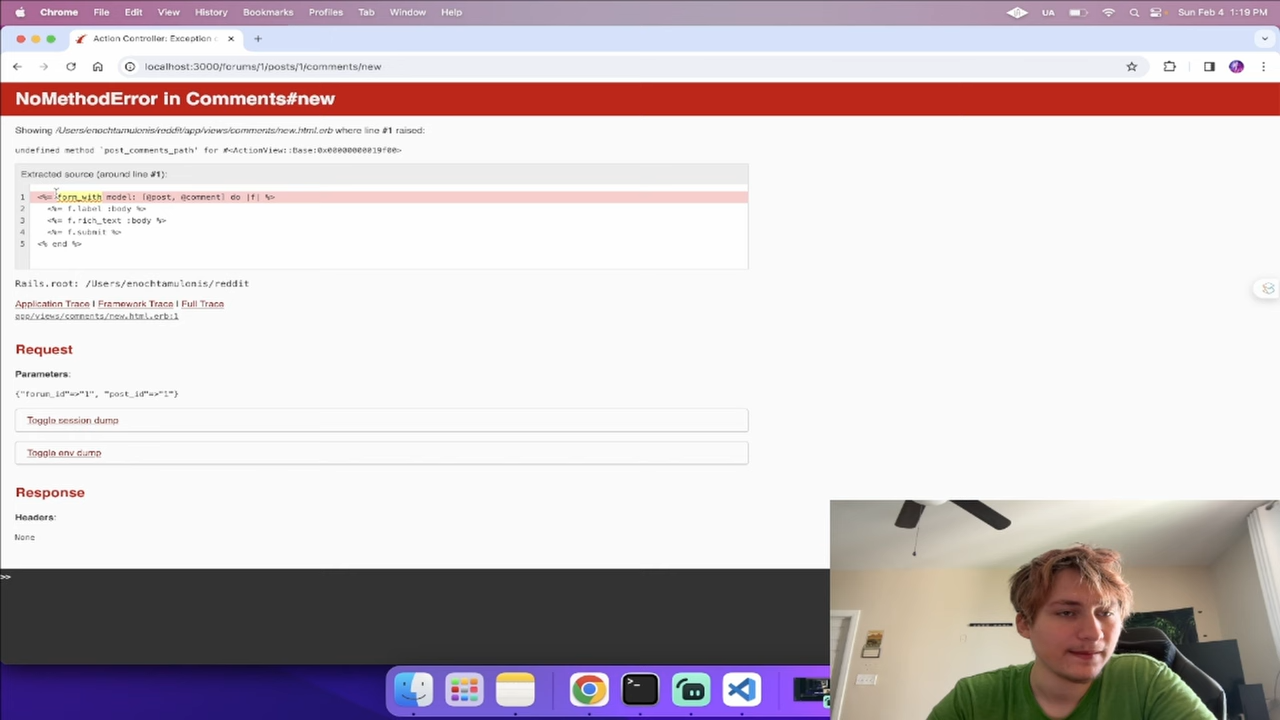 Chrome File Edit View History Bookmarks Profiles Tab Window Help UA Sun Feb 4 1:19 PM
Action Controller: Exception
localhost:3000/forums/1/posts/1/comments/new
NoMethodError in Comments#new
Showing /Users/enochtamulonis/reddit/app/views/comments/new.html.erb where line #1 raised:
undefined method `post_comments_path' for #<ActionView::Base:0x00000000019f00>
Extracted source (around line #1):
1 <%= form_with model: [@post, @comment] do |f| %>
2 <%= f.label :body %>
3 <%= f.rich_text :body %>
4 <%= f.submit %>
5 <% end %>
Rails.root: /Users/enochtamulonis/reddit
Application Trace | Framework Trace | Full Trace
app/views/comments/new.html.erb:1
Request
Parameters:
{"forum_id"=>"1", "post_id"=>"1"}
Toggle session dump
Toggle env dump
Response
Headers:
None
>>